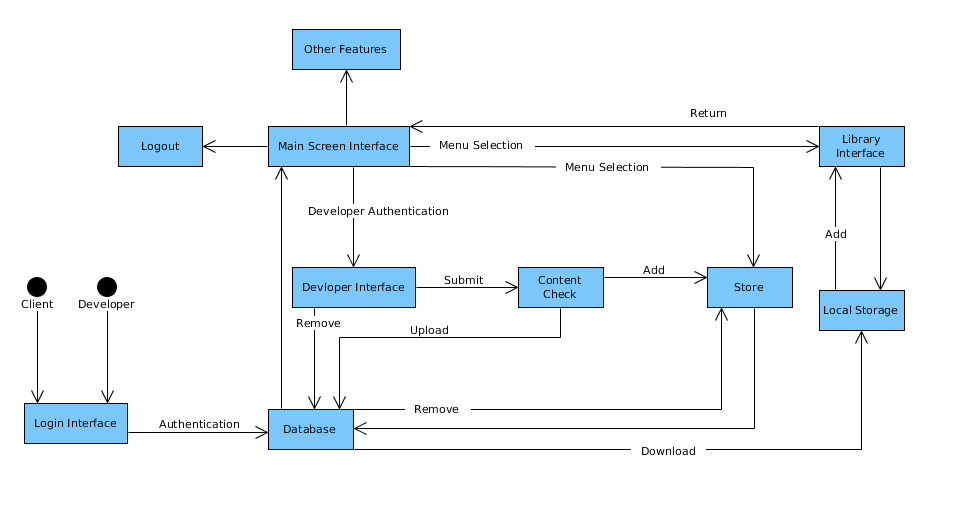 Other Features
Return
Logout
Main Screen Interface
Menu Selection
Library
Interface
Menu Selection
Developer Authentication
Add
Client
Developer
Devloper Interface
Submit
Content
Check
Add
Store
Local Storage
Remove
Upload
Login Interface
Authentication
Database
Remove
Download